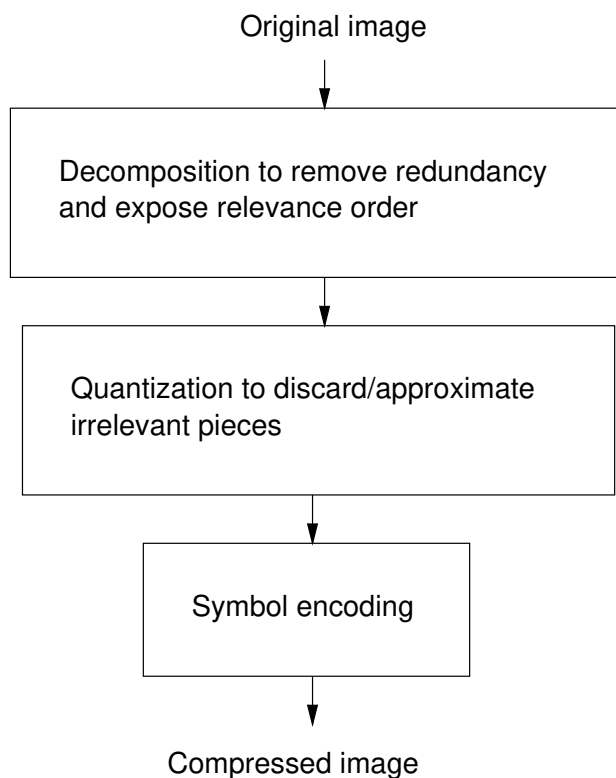 Original image
Decomposition to remove redundancy
and expose relevance order
Quantization to discard/approximate
irrelevant pieces
Symbol encoding
Compressed image